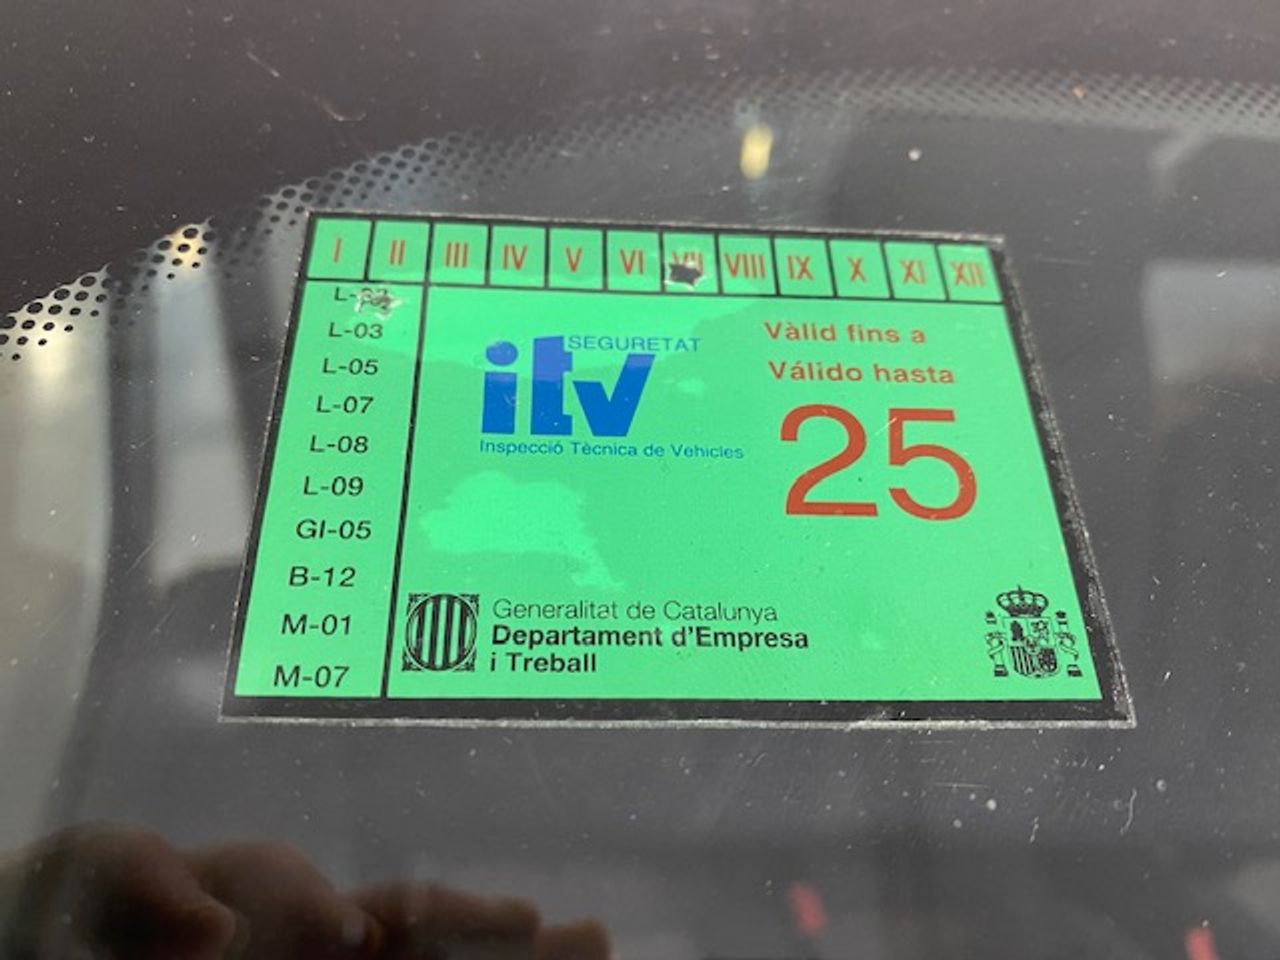 I II III IV V VI VII VIII IX X XI XII
L-03
L-05
L-07
L-08
L-09
GI-05
B-12
M-01
M-07
SEGURETAT
itv
Inspecció Tècnica de Vehicles
Vàlid fins a
Válido hasta
25
Generalitat de Catalunya
Departament d'Empresa
i Treball